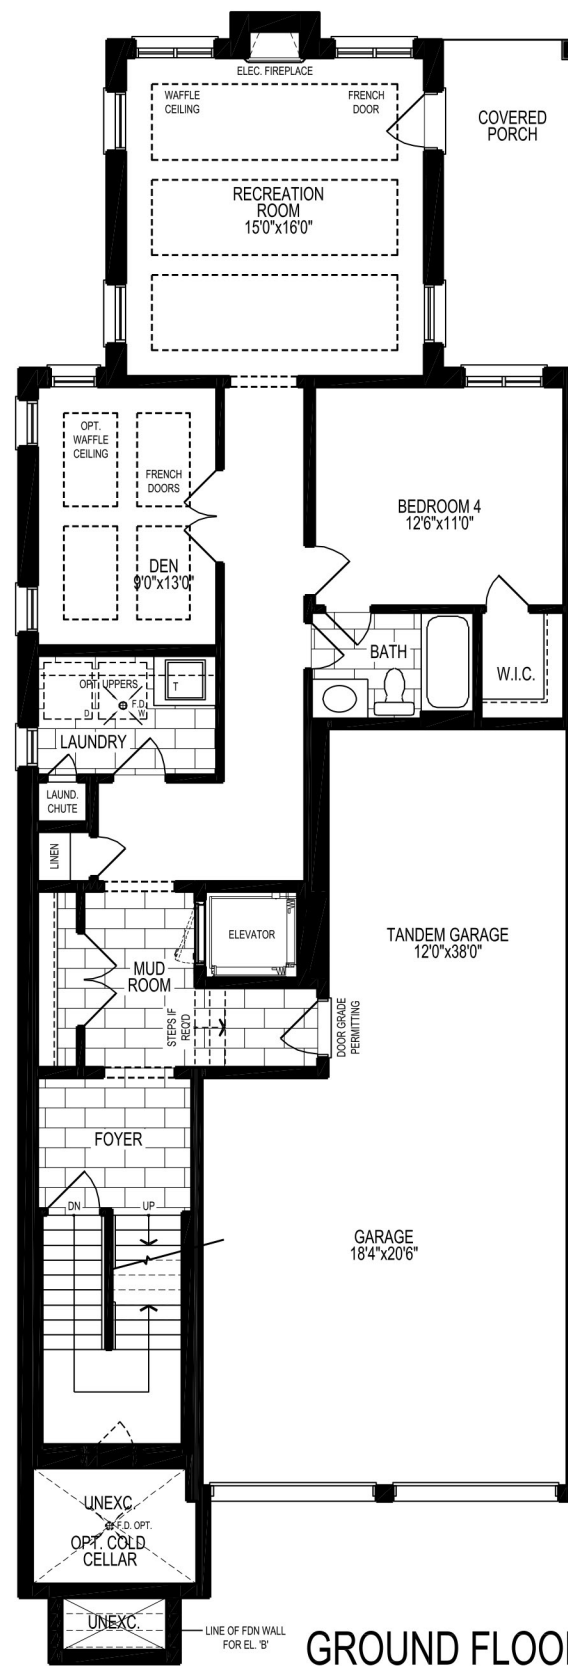 ELEC. FIREPLACE
WAFFLE
CEILING
FRENCH
DOOR
COVERED
PORCH
RECREATION
ROOM
15'0"x16'0"
OPT.
WAFFLE
CEILING
FRENCH
DOORS
DEN
9'0"x13'0"
BEDROOM 4
12'6"x11'0"
BATH
W.I.C.
OPT. UPPERS
T
F.D.
D
W
LAUNDRY
LAUND.
CHUTE
LINEN
ELEVATOR
TANDEM GARAGE
12'0"x38'0"
MUD
ROOM
STEPS IF
REQ'D
DOOR GRADE
PERMITTING
FOYER
DN
UP
GARAGE
18'4"x20'6"
UNEXC.
F.D. OPT.
OPT. COLD
CELLAR
UNEXC.
LINE OF FDN WALL
FOR EL. 'B'
GROUND FLOO